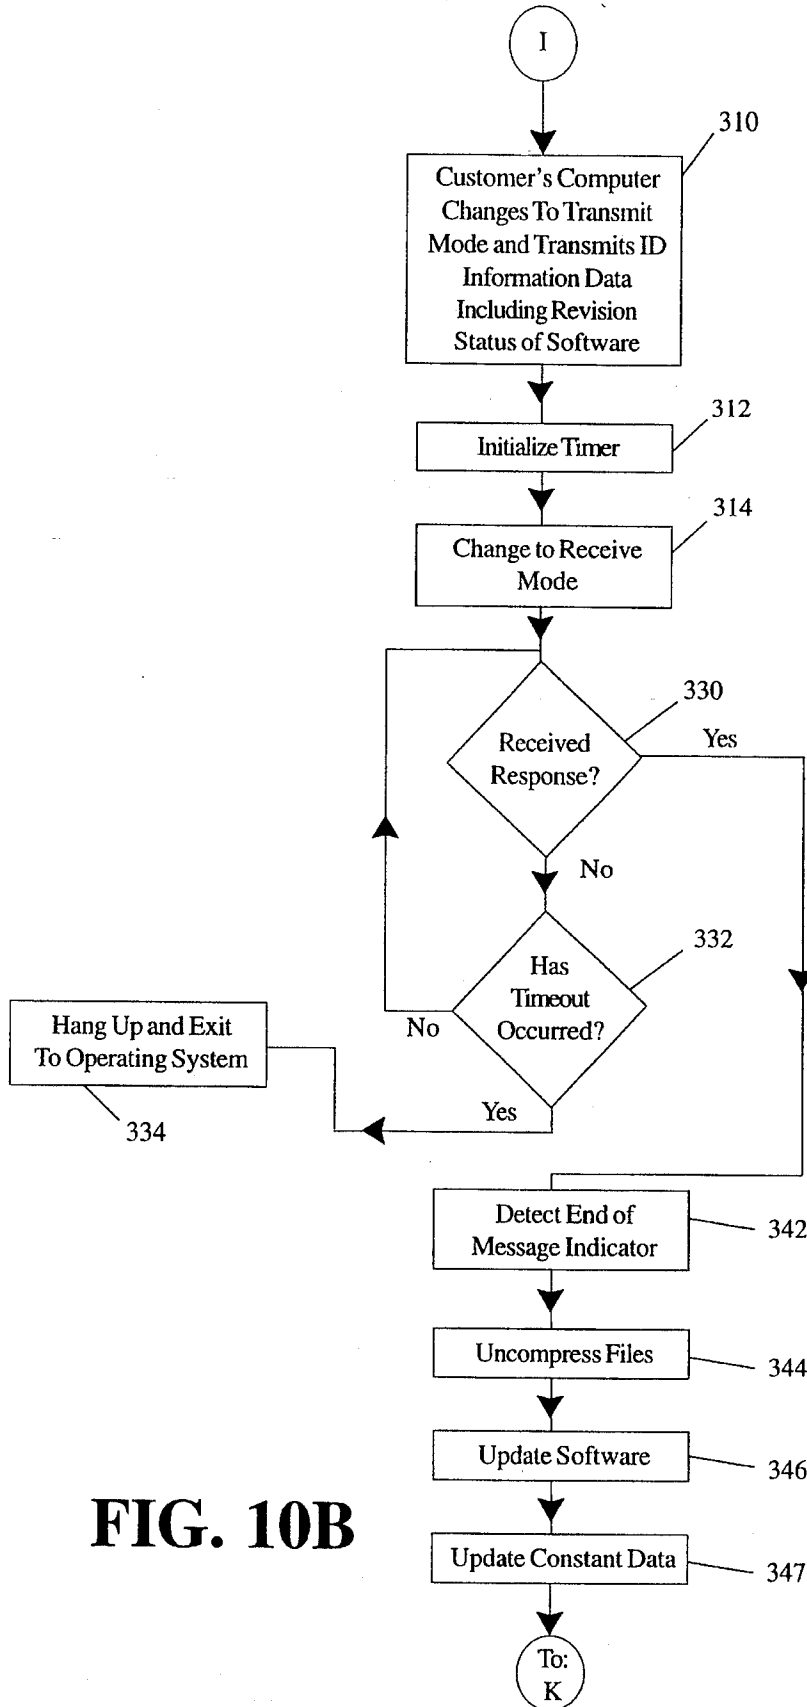 I
310
Customer's Computer
Changes To Transmit
Mode and Transmits ID
Information Data
Including Revision
Status of Software
312
Initialize Timer
314
Change to Receive
Mode
330
Received
Response?
Yes
No
332
Has
Timeout
Occurred?
No
Hang Up and Exit
To Operating System
Yes
334
Detect End of
Message Indicator
342
Uncompress Files
344
Update Software
346
FIG. 10B
Update Constant Data
347
To:
K